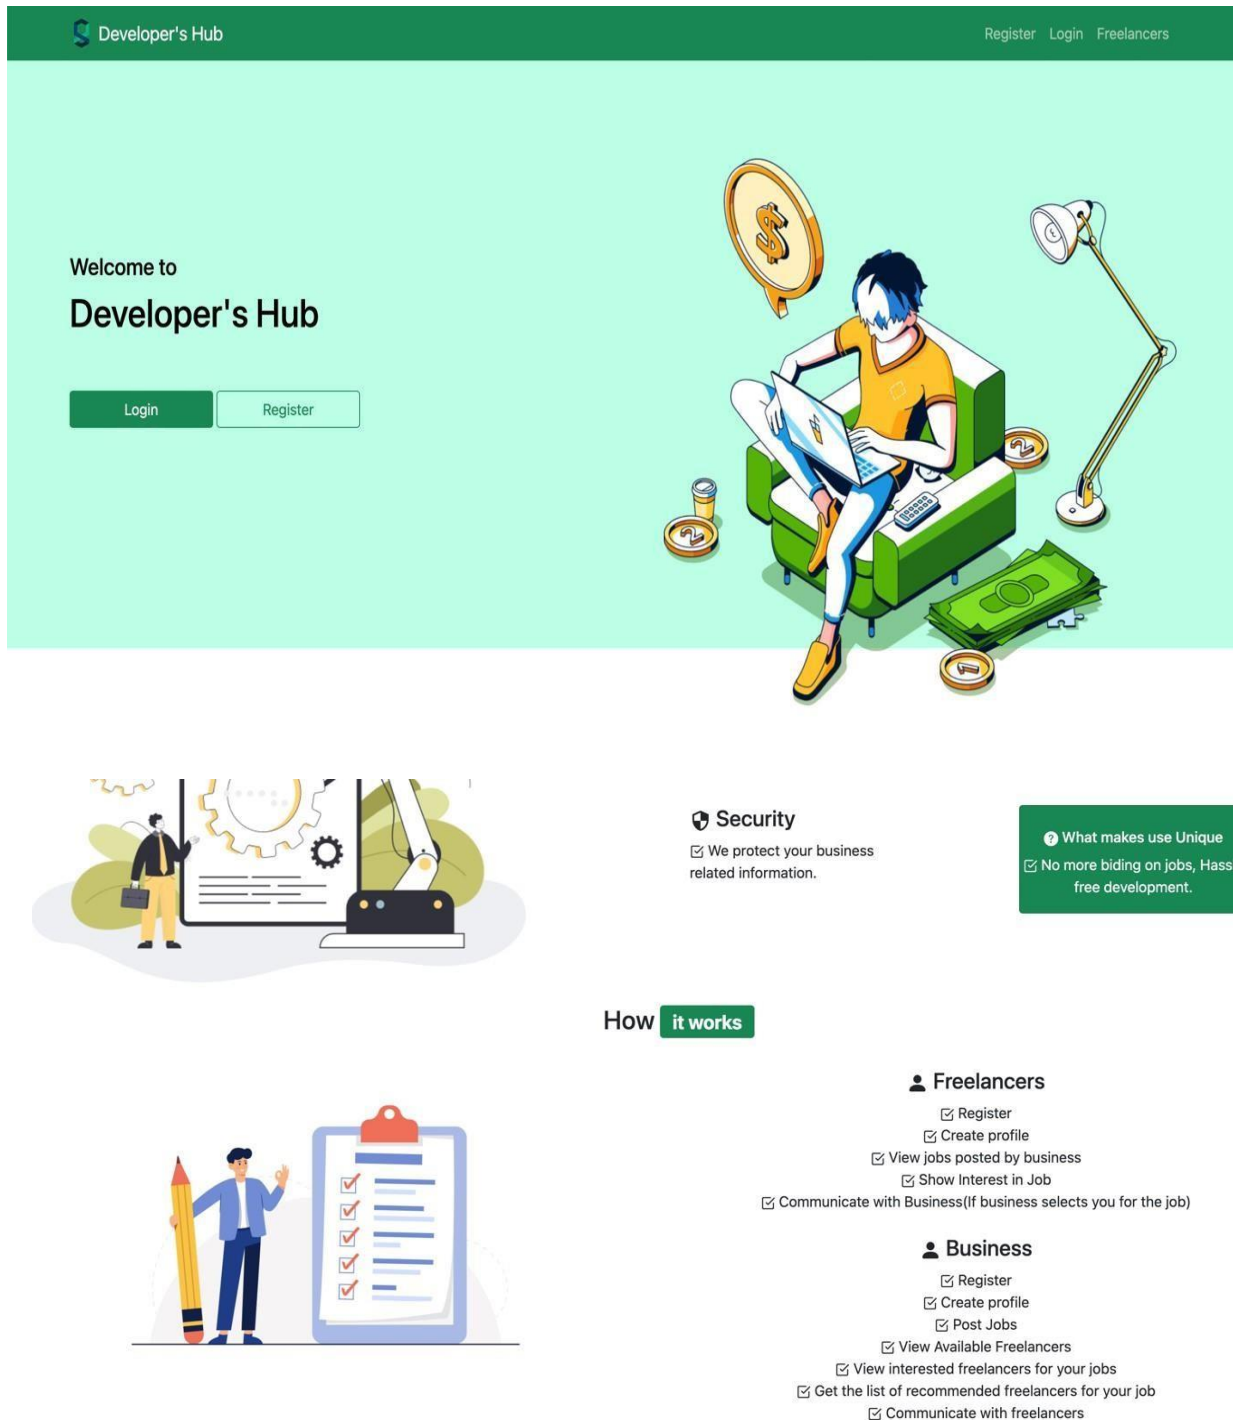 Developer's Hub
Register Login Freelancers
Welcome to
Developer's Hub
Login Register
Security
We protect your business
related information.
What makes use Unique
No more biding on jobs, Hass
free development.
How it works
Freelancers
Register
Create profile
View jobs posted by business
Show Interest in Job
Communicate with Business(If business selects you for the job)
Business
Register
Create profile
Post Jobs
View Available Freelancers
View interested freelancers for your jobs
Get the list of recommended freelancers for your job
Communicate with freelancers